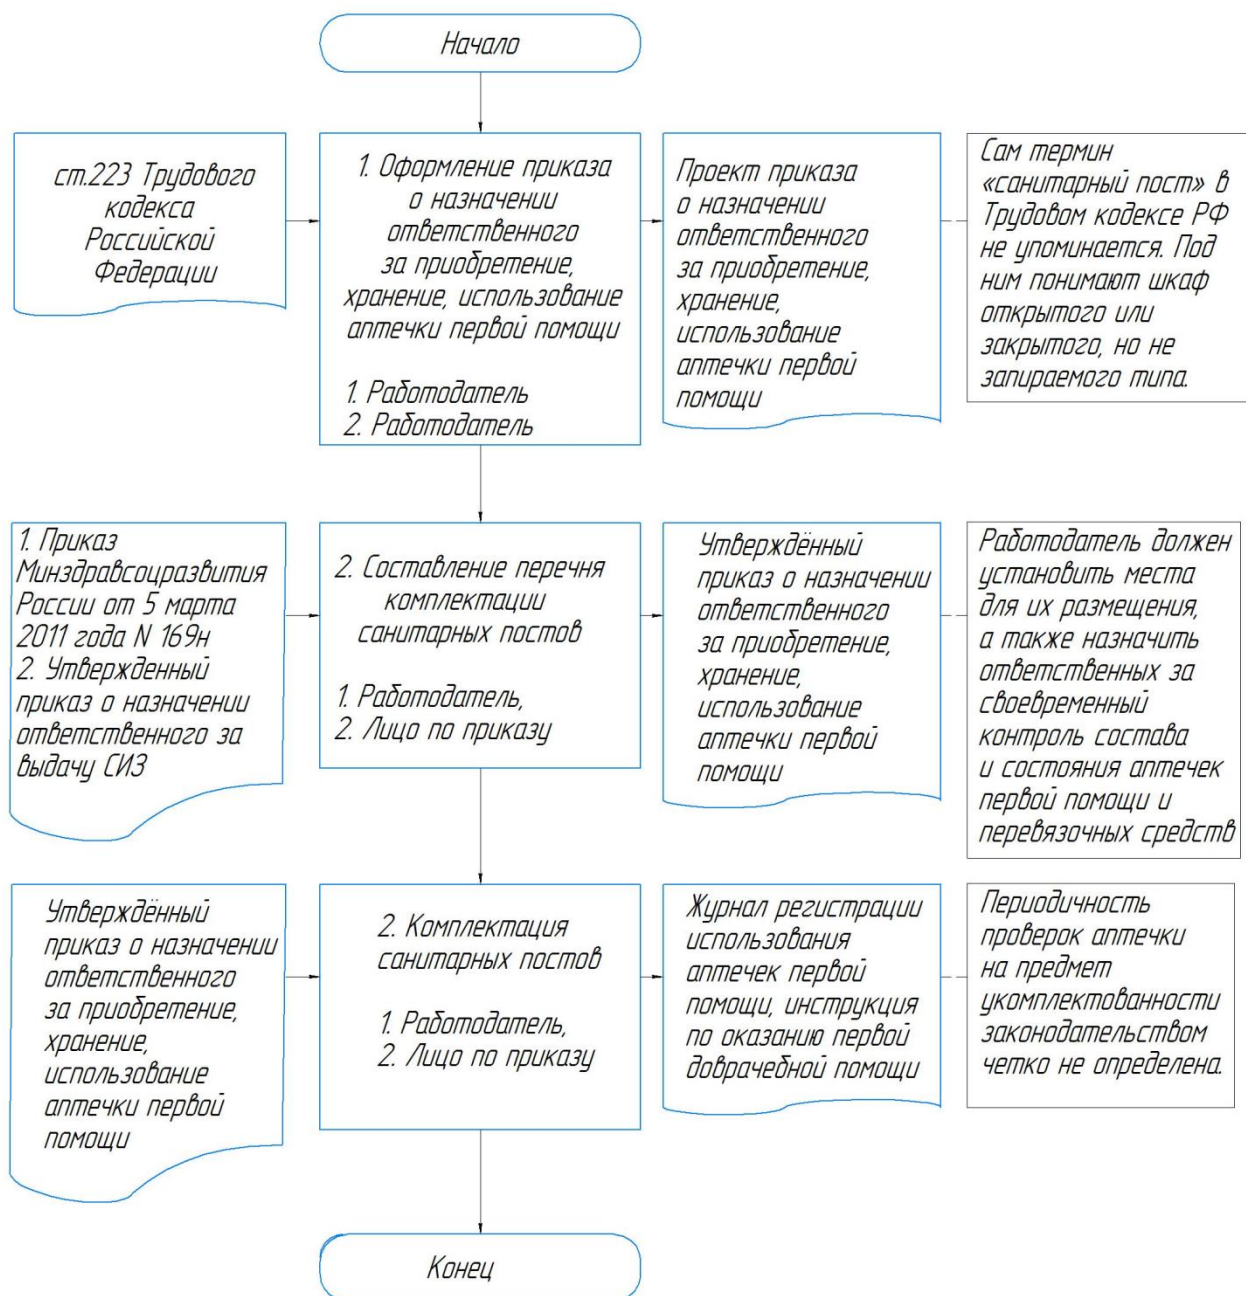 Начало
ст.223 Трудового
кодекса
Российской
Федерации
1. Оформление приказа
о назначении
ответственного
за приобретение,
хранение, использование
аптечки первой помощи
1. Работодатель
2. Работодатель
Проект приказа
о назначении
ответственного
за приобретение,
хранение,
использование
аптечки первой
помощи
Сам термин
«санитарный пост» в
Трудовом кодексе РФ
не упоминается. Под
ним понимают шкаф
открытого или
закрытого, но не
запираемого типа.
1. Приказ
Минздравсоцразвития
России от 5 марта
2011 года N 169н
2. Утвержденный
приказ о назначении
ответственного за
выдачу СИЗ
2. Составление перечня
комплектации
санитарных постов
1. Работодатель,
2. Лицо по приказу
Утверждённый
приказ о назначении
ответственного
за приобретение,
хранение,
использование
аптечки первой
помощи
Работодатель должен
установить места
для их размещения,
а также назначить
ответственных за
своевременный
контроль состава
и состояния аптечек
первой помощи и
перевязочных средств
Утверждённый
приказ о назначении
ответственного
за приобретение,
хранение,
использование
аптечки первой
помощи
2. Комплектация
санитарных постов
1. Работодатель,
2. Лицо по приказу
Журнал регистрации
использования
аптечек первой
помощи, инструкция
по оказанию первой
доврачебной помощи
Периодичность
проверок аптечки
на предмет
укомплектованности
законодательством
четко не определена.
Конец